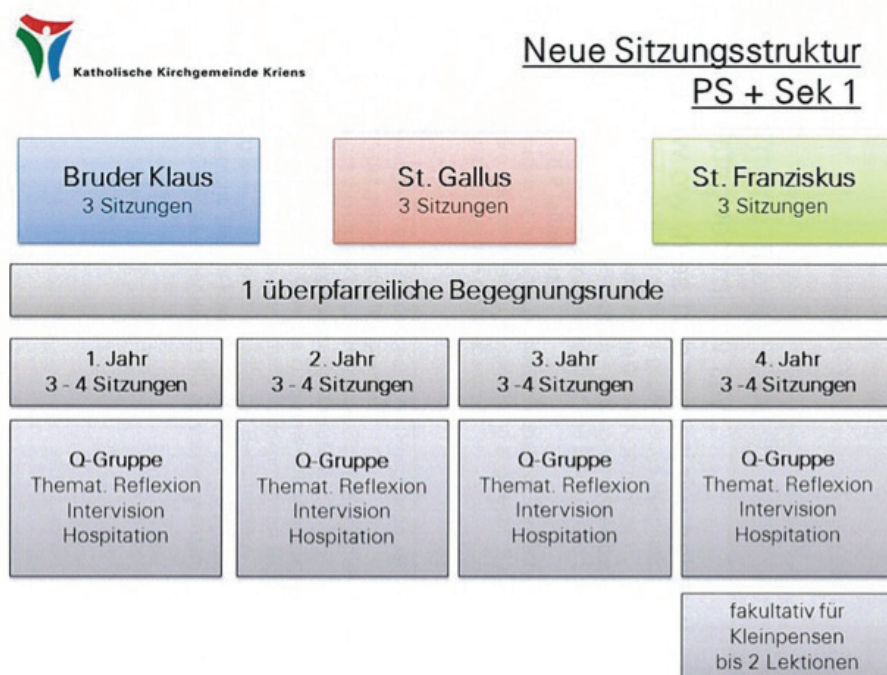 Katholische Kirchgemeinde Kriens
Neue Sitzungsstruktur
PS + Sek 1
Bruder Klaus
3 Sitzungen
St. Gallus
3 Sitzungen
St. Franziskus
3 Sitzungen
1 überpfarreiliche Begegnungsrunde
1. Jahr
3 - 4 Sitzungen
2. Jahr
3 - 4 Sitzungen
3. Jahr
3 -4 Sitzungen
4. Jahr
3 -4 Sitzungen
Q-Gruppe
Themat. Reflexion
Intervision
Hospitation
Q-Gruppe
Themat. Reflexion
Intervision
Hospitation
Q-Gruppe
Themat. Reflexion
Intervision
Hospitation
Q-Gruppe
Themat. Reflexion
Intervision
Hospitation
fakultativ für
Kleinpensen
bis 2 Lektionen